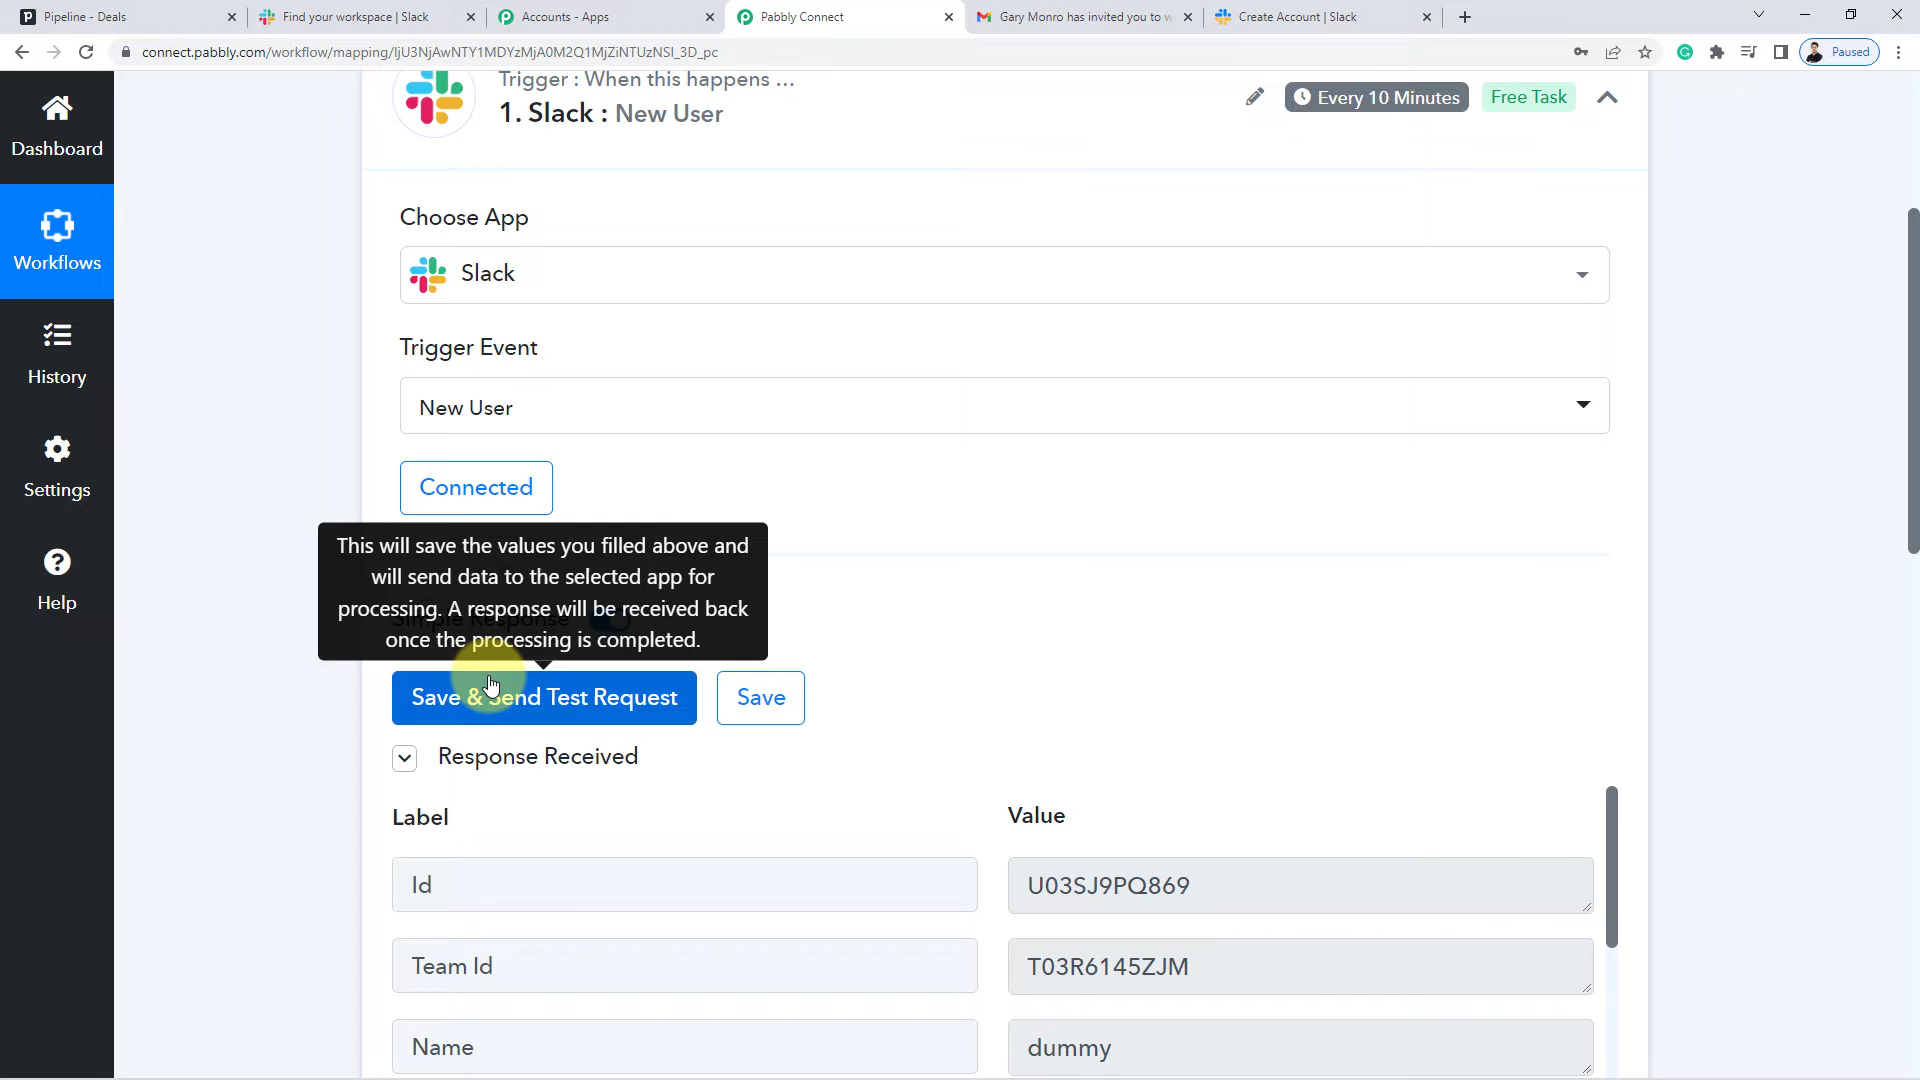 Pipeline - Deals
Find your workspace | Slack
Accounts - Apps
Pabbly Connect
Gary Monro has invited you to w
Create Account | Slack
connect.pabbly.com/workflow/mapping/IjU3NjAwNTY1MDYzMjA0M2Q1MjZiNTUzNSI_3D_pc
Paused
Trigger : When this happens ...
1. Slack : New User
Every 10 Minutes
Free Task
Dashboard
Workflows
History
Settings
Help
Choose App
Slack
Trigger Event
New User
Connected
This will save the values you filled above and
will send data to the selected app for
processing. A response will be received back
once the processing is completed.
Simple Response
Save & Send Test Request
Save
Response Received
Label
Value
Id
U03SJ9PQ869
Team Id
T03R6145ZJM
Name
dummy